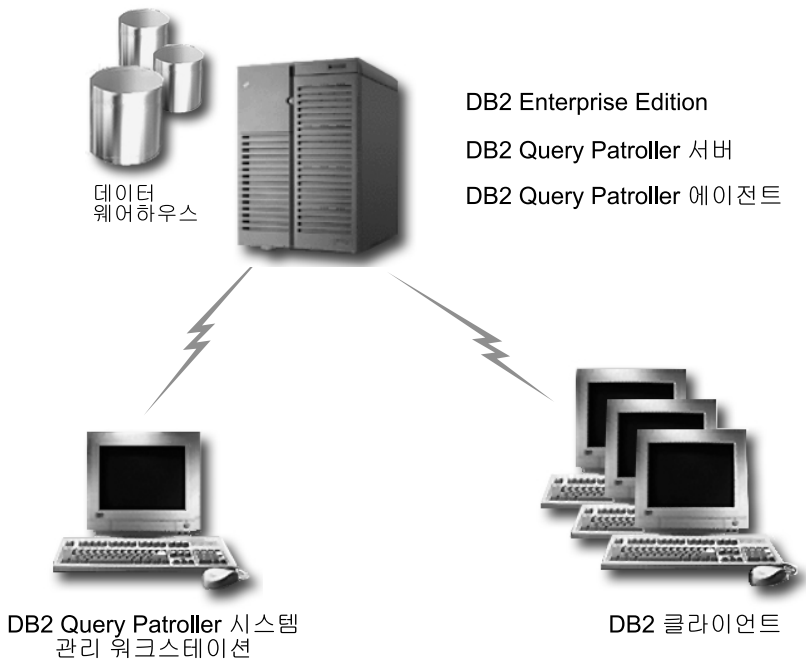 DB2 Enterprise Edition
DB2 Query Patroller 서버
DB2 Query Patroller 에이전트
데이터
웨어하우스
DB2 Query Patroller 시스템
관리 워크스테이션
DB2 클라이언트